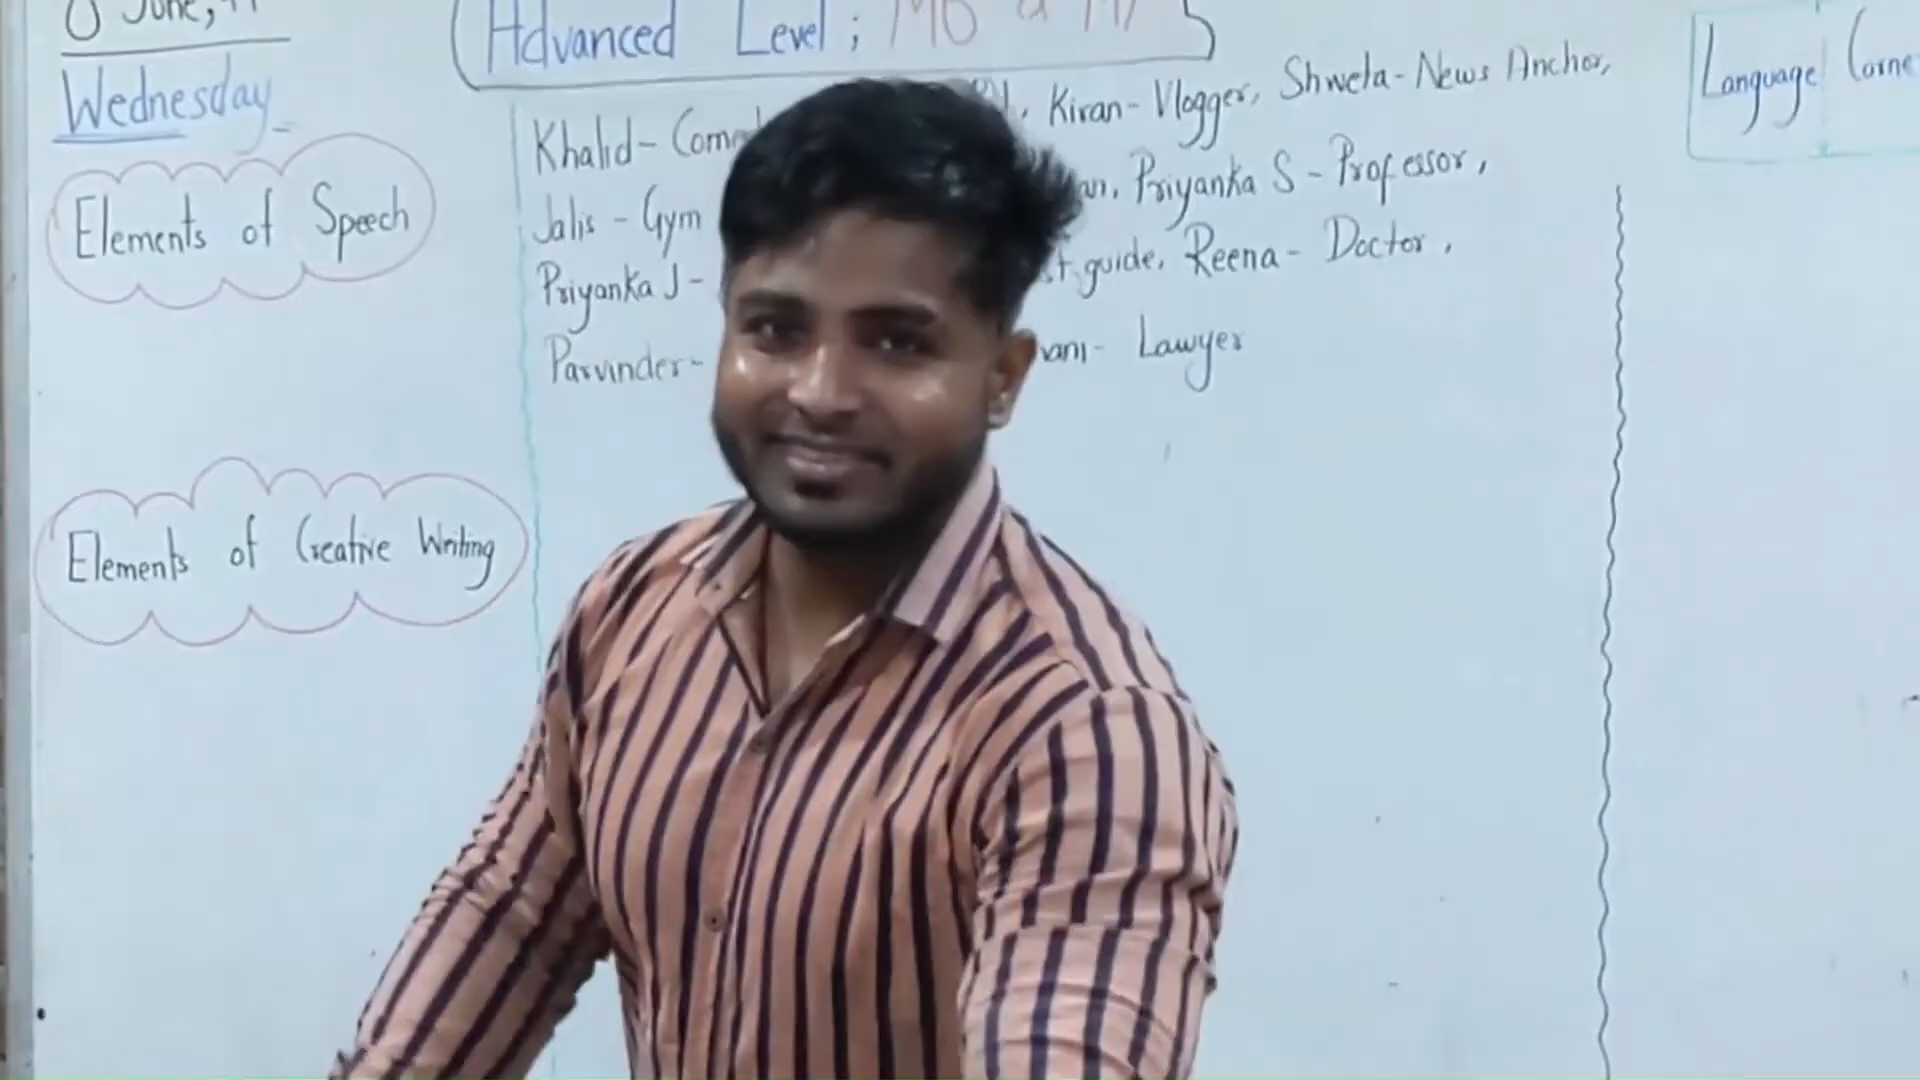 June,
Wednesday
Elements of Speech
Elements of Creative Writing
Advanced Level;
Khalid- Kiran- Vlogger, Shweta- News Anchor,
Jalis - Gym Priyanka S - Professor,
Priyanka J - guide, Reena- Doctor,
Parvinder- Lawyer
Language